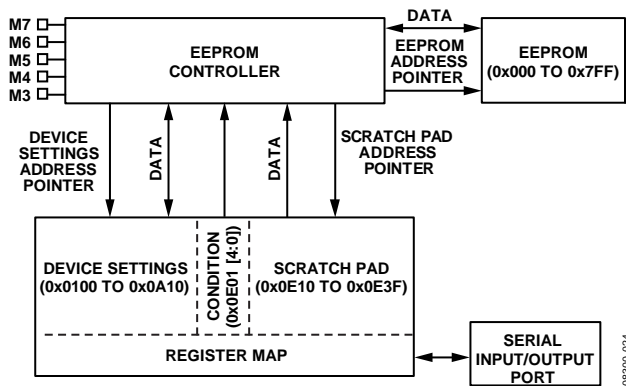 M7
M6
M5
M4
M3
EEPROM
CONTROLLER
DATA
EEPROM
ADDRESS
POINTER
EEPROM
(0x000 TO 0x7FF)
DEVICE
SETTINGS
ADDRESS
POINTER
DATA
DATA
SCRATCH PAD
ADDRESS
POINTER
DEVICE SETTINGS
(0x0100 TO 0x0A10)
CONDITION
(0x0E01 [4:0])
SCRATCH PAD
(0x0E10 TO 0x0E3F)
REGISTER MAP
SERIAL
INPUT/OUTPUT
PORT